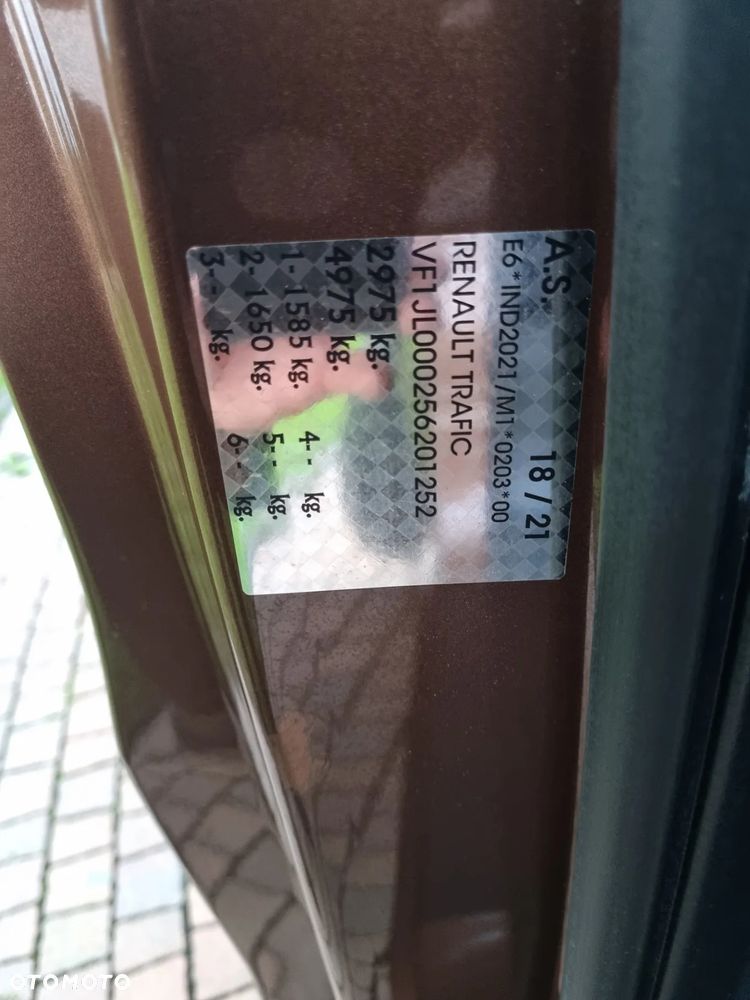 A.S. 18 / 21
E6*IND2021/M1*0203*00
RENAULT TRAFIC
VF1JL000256201252
2975 kg.
4975 kg.
1- 1585 kg. 4- - kg.
2- 1650 kg. 5- - kg.
3- - kg. 6- - kg.
OTOMOTO